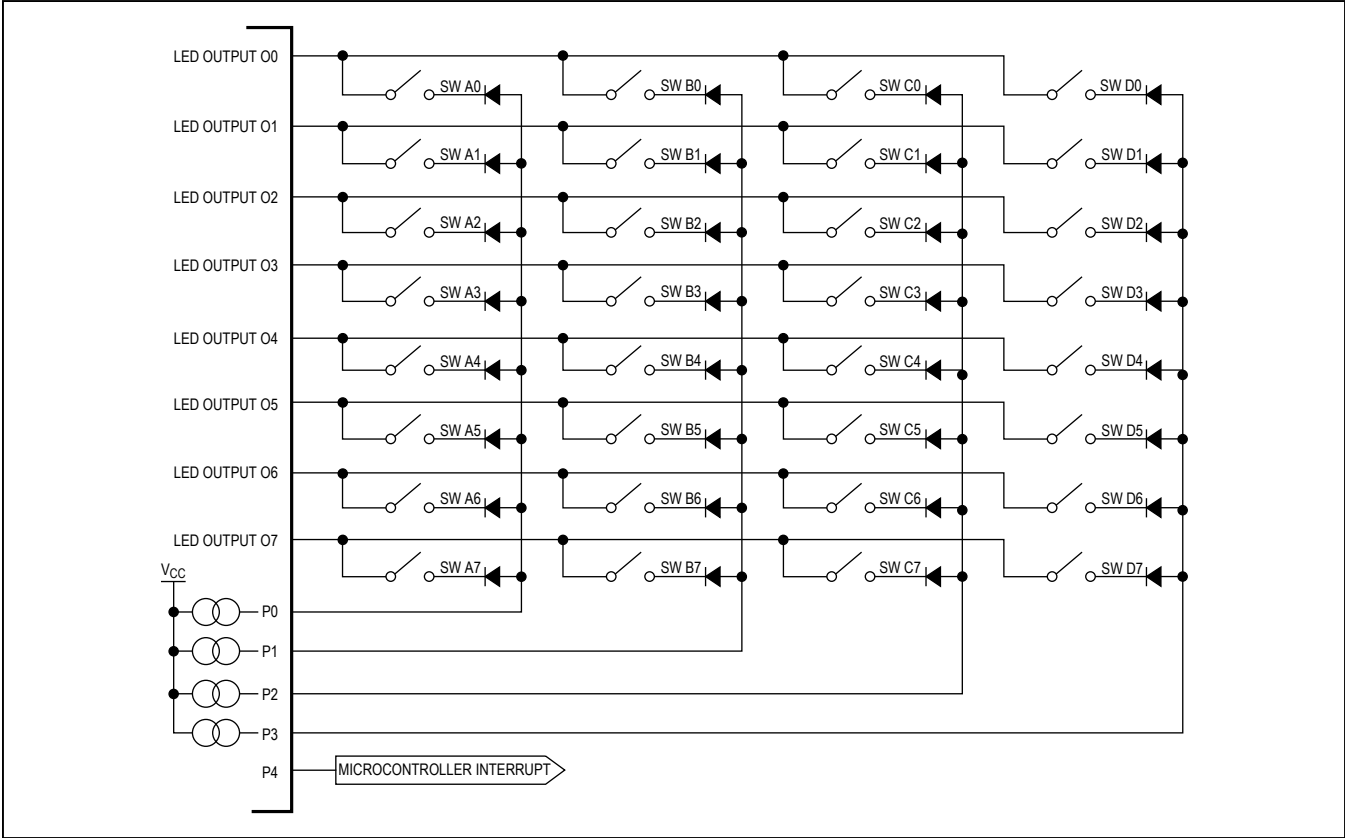 LED OUTPUT O0
SW A0 SW B0 SW C0 SW D0
LED OUTPUT O1
SW A1 SW B1 SW C1 SW D1
LED OUTPUT O2
SW A2 SW B2 SW C2 SW D2
LED OUTPUT O3
SW A3 SW B3 SW C3 SW D3
LED OUTPUT O4
SW A4 SW B4 SW C4 SW D4
LED OUTPUT O5
SW A5 SW B5 SW C5 SW D5
LED OUTPUT O6
SW A6 SW B6 SW C6 SW D6
LED OUTPUT O7
SW A7 SW B7 SW C7 SW D7
VCC
P0
P1
P2
P3
P4 MICROCONTROLLER INTERRUPT